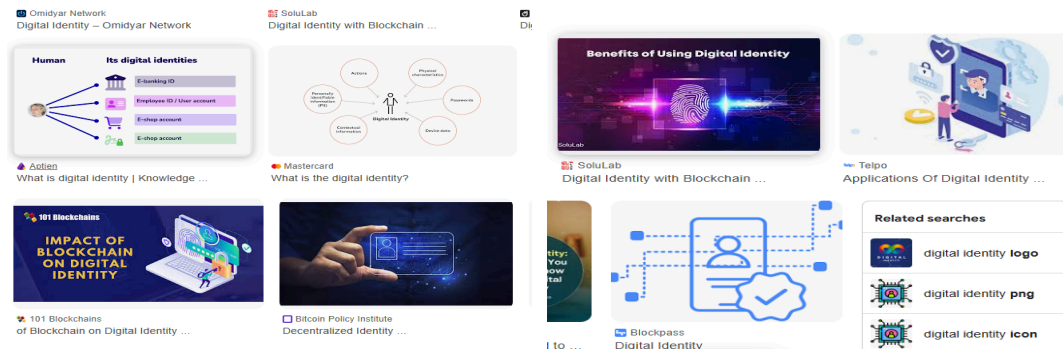 Omidyar Network
Digital Identity – Omidyar Network
SoluLab
Digital Identity with Blockchain ...
Human
Its digital identities
E-banking ID
Employee ID / User account
E-shop account
E-shop account
Aptien
What is digital identity | Knowledge ...
Actions
Physical characteristics
Personally identifiable information (PII)
Passwords
Digital Identity
Contextual information
Device data
Mastercard
What is the digital identity?
101 Blockchains
IMPACT OF
BLOCKCHAIN
ON DIGITAL
IDENTITY
101 Blockchains
of Blockchain on Digital Identity ...
Bitcoin Policy Institute
Decentralized Identity ...
Benefits of Using Digital Identity
SoluLab
SoluLab
Digital Identity with Blockchain ...
Telpo
Applications Of Digital Identity ...
l to ...
Blockpass
Digital Identity
Related searches
DIGITAL
digital identity logo
digital identity png
digital identity icon